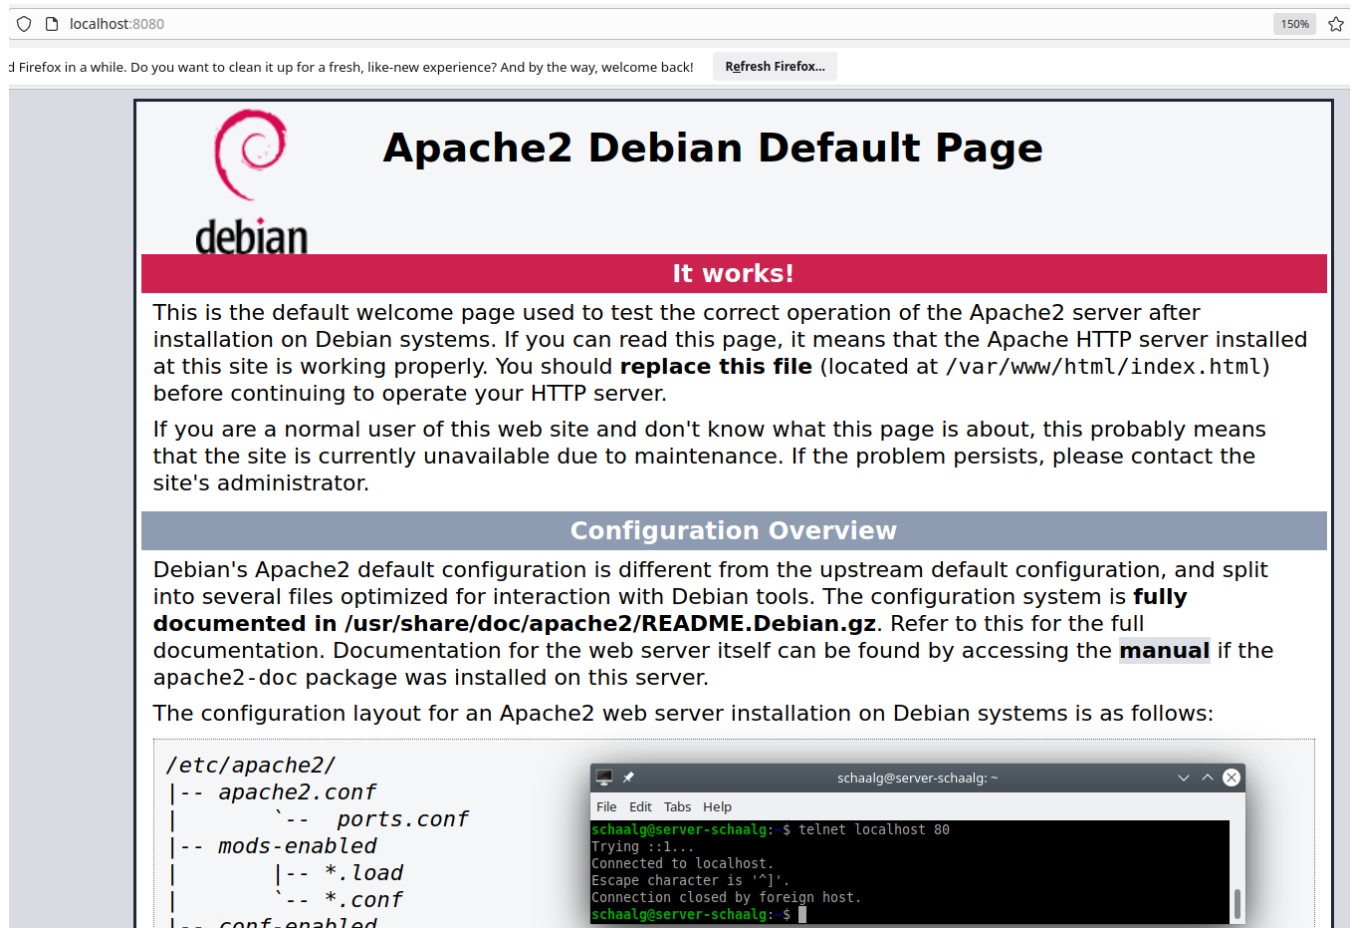 localhost:8080
150%
d Firefox in a while. Do you want to clean it up for a fresh, like-new experience? And by the way, welcome back!
Refresh Firefox...
debian
Apache2 Debian Default Page
It works!
This is the default welcome page used to test the correct operation of the Apache2 server after
installation on Debian systems. If you can read this page, it means that the Apache HTTP server installed
at this site is working properly. You should replace this file (located at /var/www/html/index.html)
before continuing to operate your HTTP server.
If you are a normal user of this web site and don't know what this page is about, this probably means
that the site is currently unavailable due to maintenance. If the problem persists, please contact the
site's administrator.
Configuration Overview
Debian's Apache2 default configuration is different from the upstream default configuration, and split
into several files optimized for interaction with Debian tools. The configuration system is fully
documented in /usr/share/doc/apache2/README.Debian.gz. Refer to this for the full
documentation. Documentation for the web server itself can be found by accessing the manual if the
apache2-doc package was installed on this server.
The configuration layout for an Apache2 web server installation on Debian systems is as follows:
/etc/apache2/
|-- apache2.conf
|       `--  ports.conf
|-- mods-enabled
|       |-- *.load
|       `-- *.conf
|-- conf-enabled
schaalg@server-schaalg: ~
File Edit Tabs Help
schaalg@server-schaalg:~$ telnet localhost 80
Trying ::1...
Connected to localhost.
Escape character is '^]'.
Connection closed by foreign host.
schaalg@server-schaalg:~$